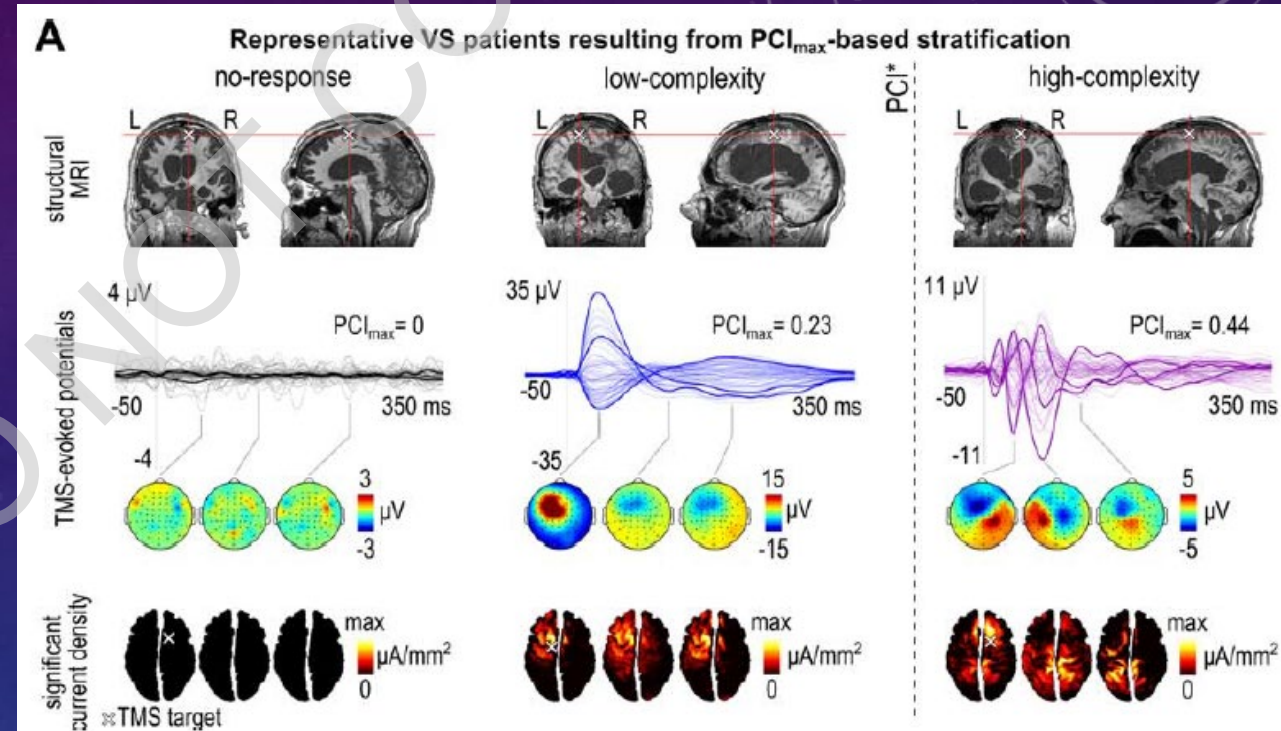 A
Representative VS patients resulting from PCImax-based stratification
no-response
low-complexity
PCI*
high-complexity
structural
MRI
L R
L R
L R
TMS-evoked potentials
4 µV
PCImax= 0
-50
350 ms
-4
3
µV
-3
35 µV
PCImax= 0.23
-50
350 ms
-35
15
µV
-15
11 µV
PCImax= 0.44
-50
350 ms
-11
5
µV
-5
significant
current density
max
µA/mm²
0
max
µA/mm²
0
max
µA/mm²
0
TMS target
O NOT CO